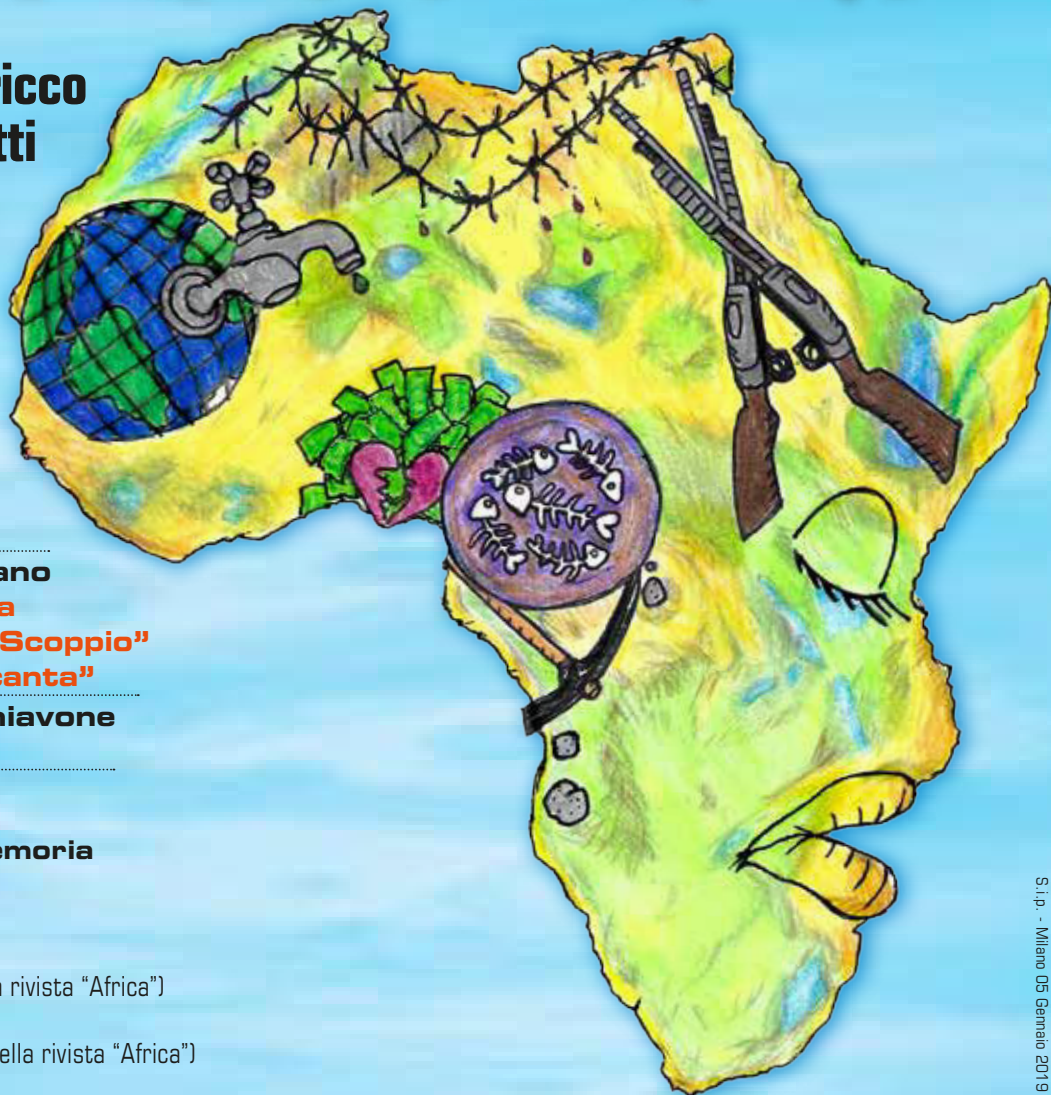 ricco
tti
ano
a
Scoppio”
canta”
hiavone
emoria
a rivista “Africa”)
ella rivista “Africa”)
S.i.p. - Milano 05 Gennaio 2019